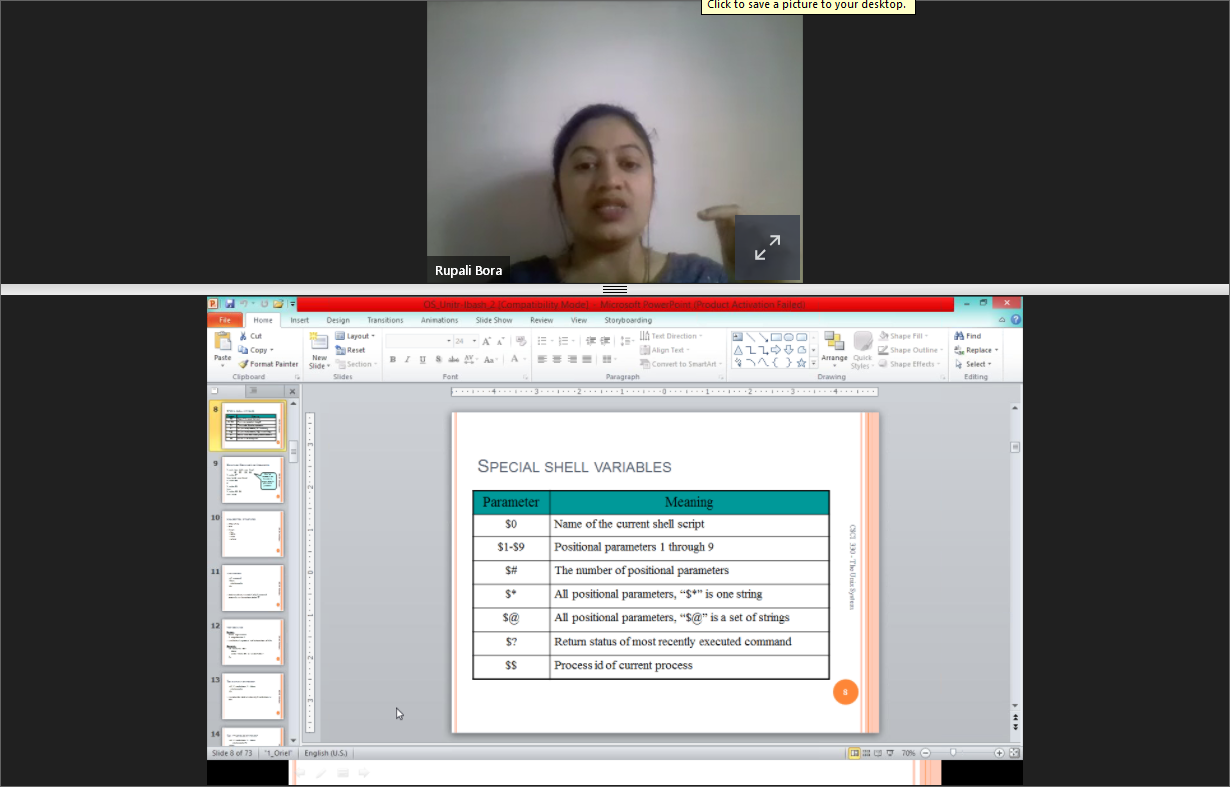 Click to save a picture to your desktop.
Rupali Bora
OS_Unix-lbash_2 [Compatibility Mode] - Microsoft PowerPoint (Product Activation Failed)
File Home Insert Design Transitions Animations Slide Show Review View Storyboarding
Paste
Cut
Copy
Format Painter
Clipboard
New Slide
Layout
Reset
Section
Slides
24
Font
Text Direction
Align Text
Convert to SmartArt
Paragraph
Arrange
Quick Styles
Shape Fill
Shape Outline
Shape Effects
Drawing
Find
Replace
Select
Editing
8
9
10
11
12
13
14
SPECIAL SHELL VARIABLES
Parameter Meaning
$0 Name of the current shell script
$1-$9 Positional parameters 1 through 9
$# The number of positional parameters
$* All positional parameters, “$*” is one string
$@ All positional parameters, “$@” is a set of strings
$? Return status of most recently executed command
$$ Process id of current process
CSCI 330 - The Unix System
8
Slide 8 of 73 "1_Oriel" English (U.S.) 70%